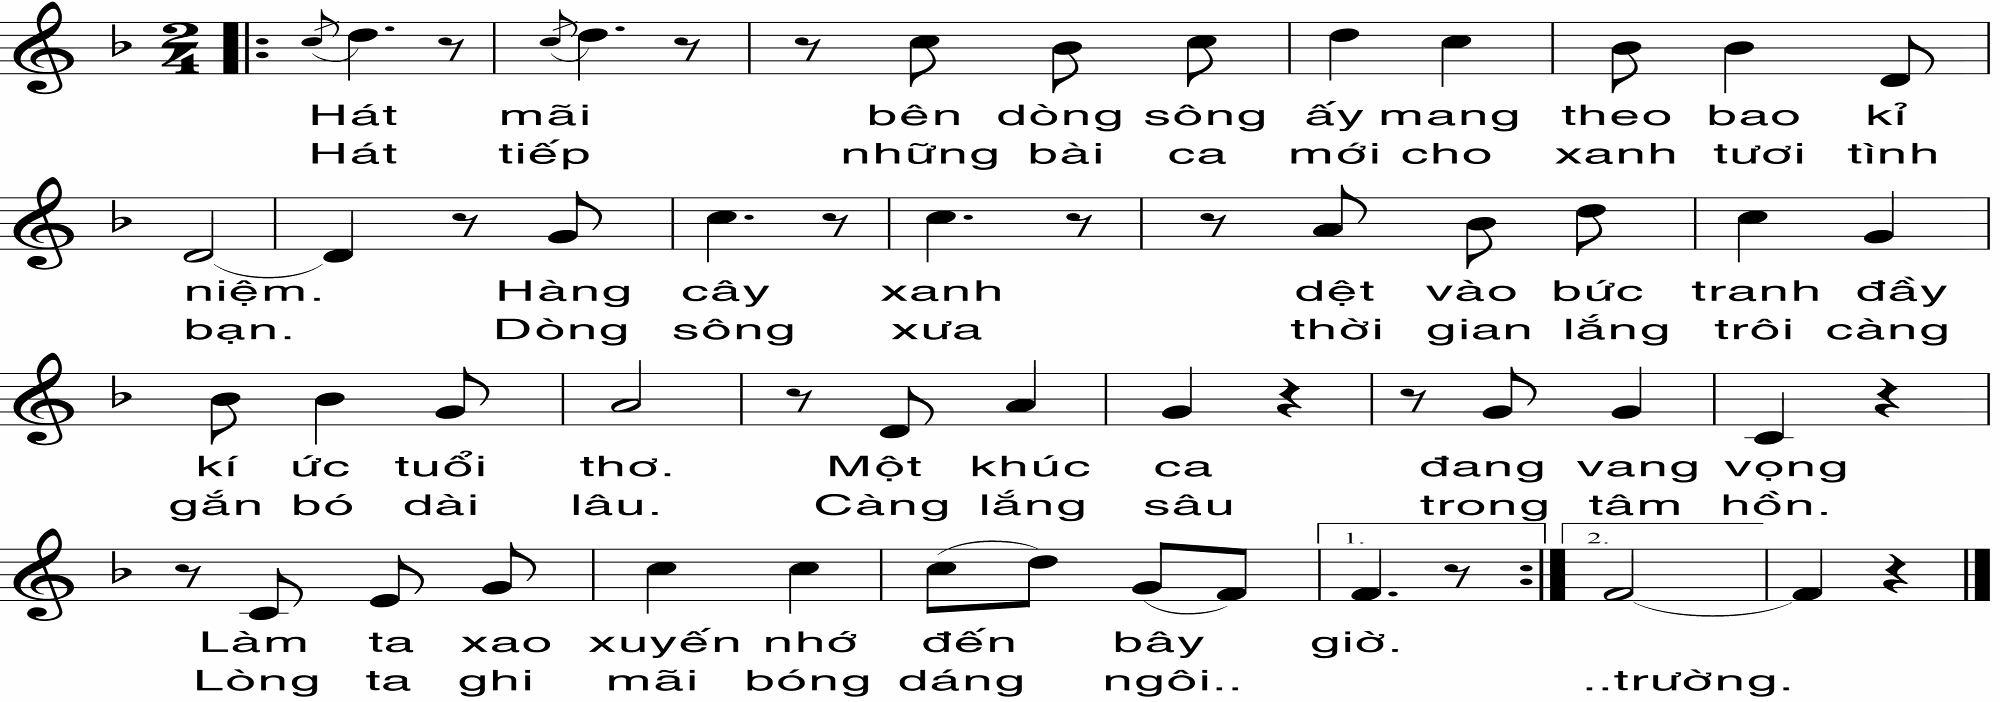 2
4
Hát mãi bên dòng sông ấy mang theo bao kỉ
Hát tiếp những bài ca mới cho xanh tươi tình
niệm. Hàng cây xanh dệt vào bức tranh đầy
bạn. Dòng sông xưa thời gian lắng trôi càng
kí ức tuổi thơ. Một khúc ca đang vang vọng
gắn bó dài lâu. Càng lắng sâu trong tâm hồn.
1. 2.
Làm ta xao xuyến nhớ đến bây giờ.
Lòng ta ghi mãi bóng dáng ngôi.. ..trường.